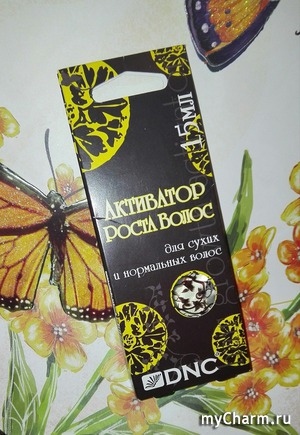 15мл
АКТИВАТОР
РОСТА ВОЛОС
для сухих
и нормальных волос
DNC
myCharm.ru